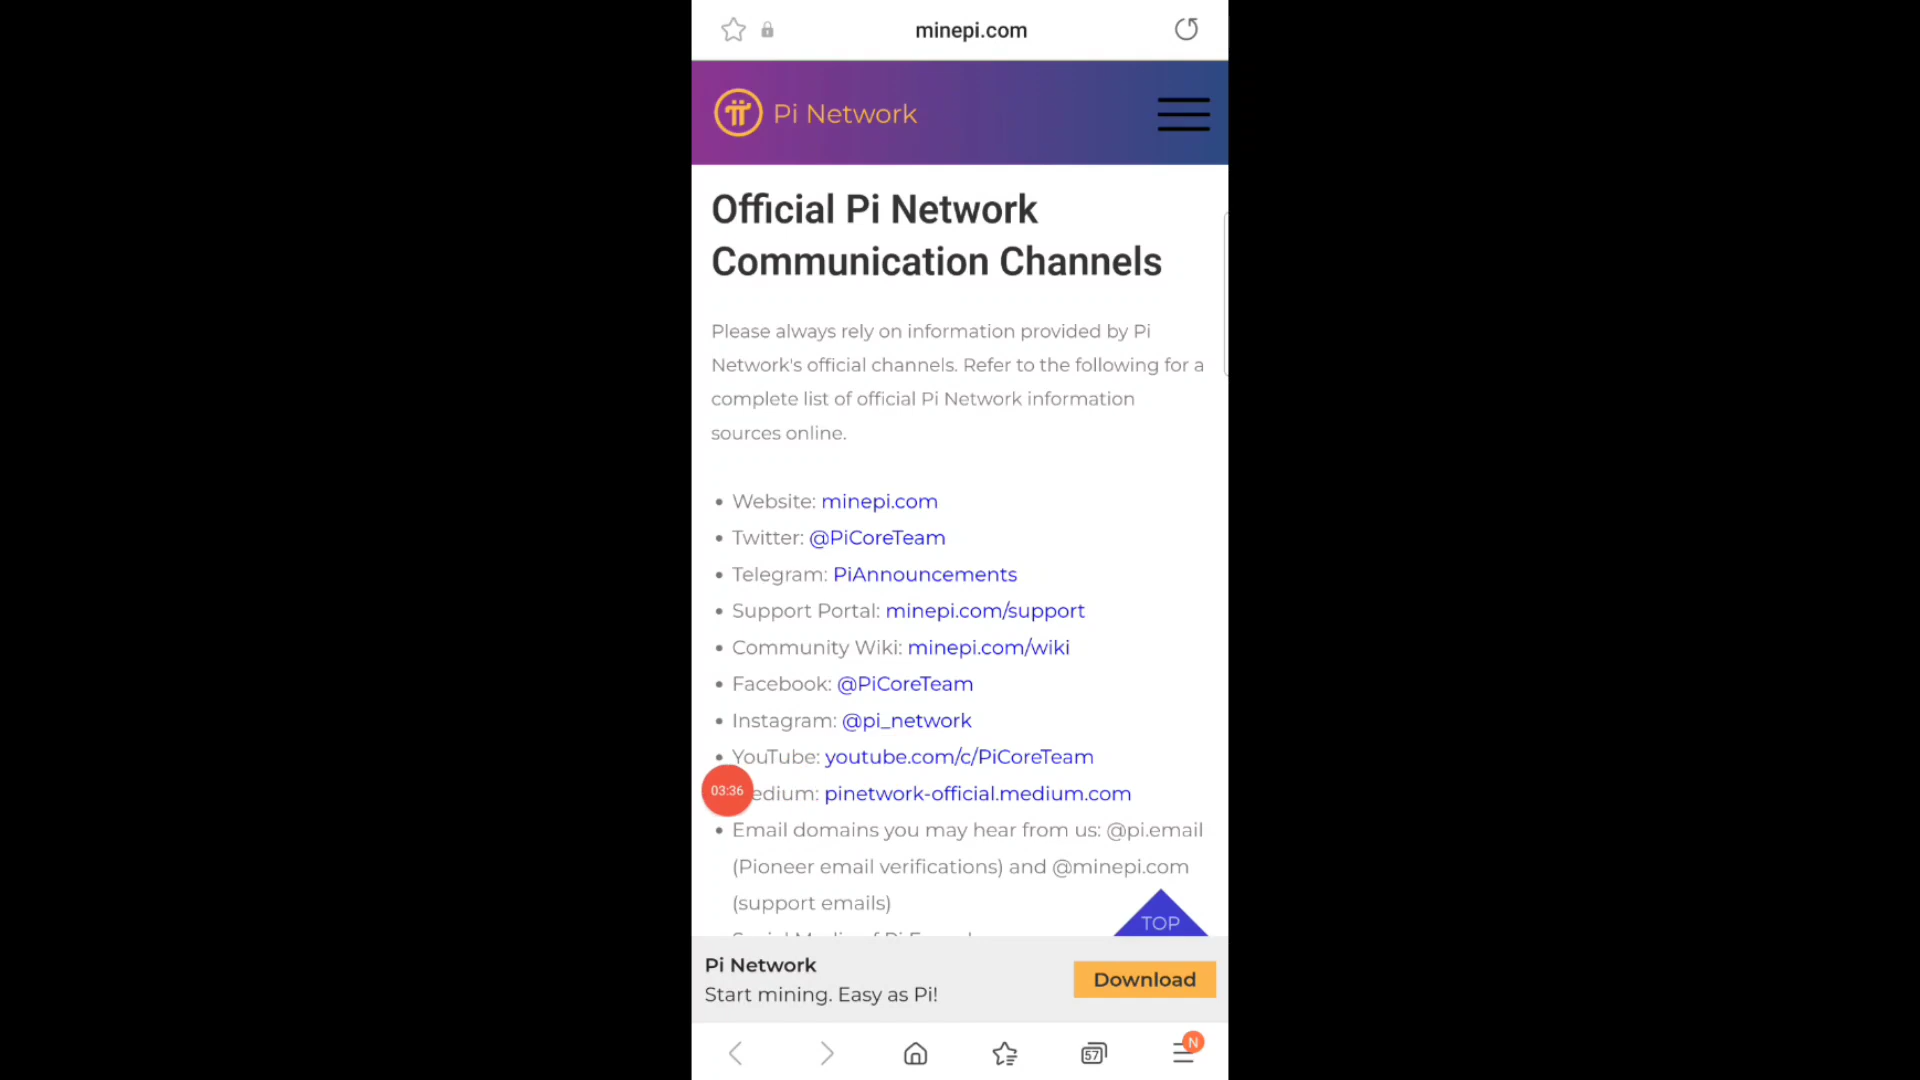 minepi.com
Pi Network
Official Pi Network
Communication Channels
Please always rely on information provided by Pi
Network's official channels. Refer to the following for a
complete list of official Pi Network information
sources online.
• Website: minepi.com
• Twitter: @PiCoreTeam
• Telegram: PiAnnouncements
• Support Portal: minepi.com/support
• Community Wiki: minepi.com/wiki
• Facebook: @PiCoreTeam
• Instagram: @pi_network
• YouTube: youtube.com/c/PiCoreTeam
03:36
edium: pinetwork-official.medium.com
• Email domains you may hear from us: @pi.email
(Pioneer email verifications) and @minepi.com
(support emails)
TOP
Pi Network
Start mining. Easy as Pi!
Download
57
N